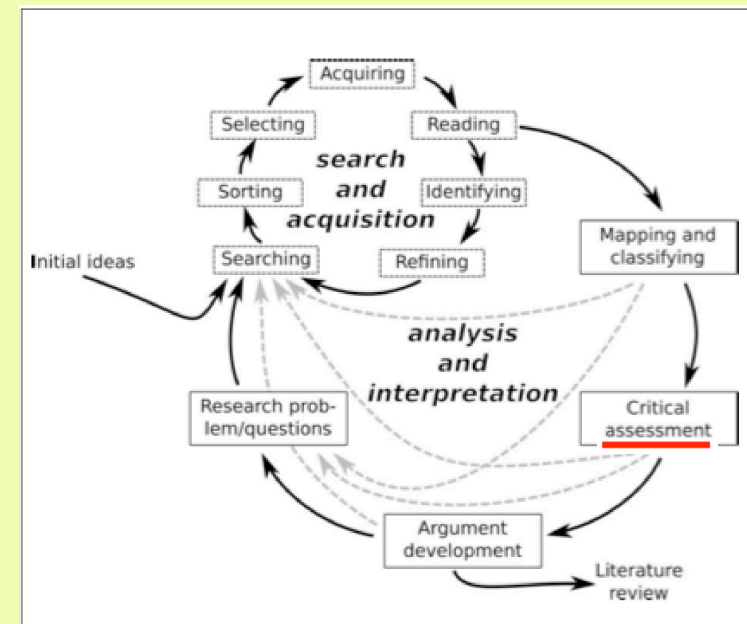 Acquiring
Selecting
Reading
search
and
acquisition
Sorting
Identifying
Searching
Refining
Initial ideas
Mapping and
classifying
analysis
and
interpretation
Research prob-
lem/questions
Critical
assessment
Argument
development
Literature
review